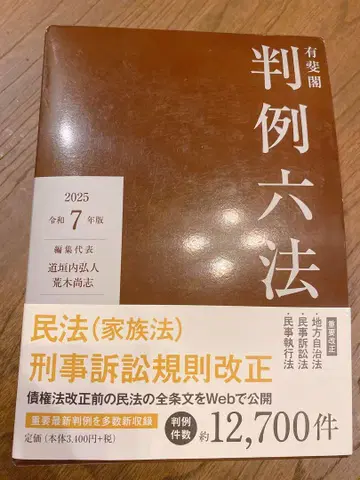 有斐閣
判例六法
2025
令和7年版
編集代表
道垣内弘人
荒木尚志
民法(家族法)
刑事訴訟規則改正
重要改正
・地方自治法
・民事訴訟法
・民事執行法
債権法改正前の民法の全条文をWebで公開
重要最新判例を多数新収録
定価(本体3,400円+税)
判例件数
約12,700件